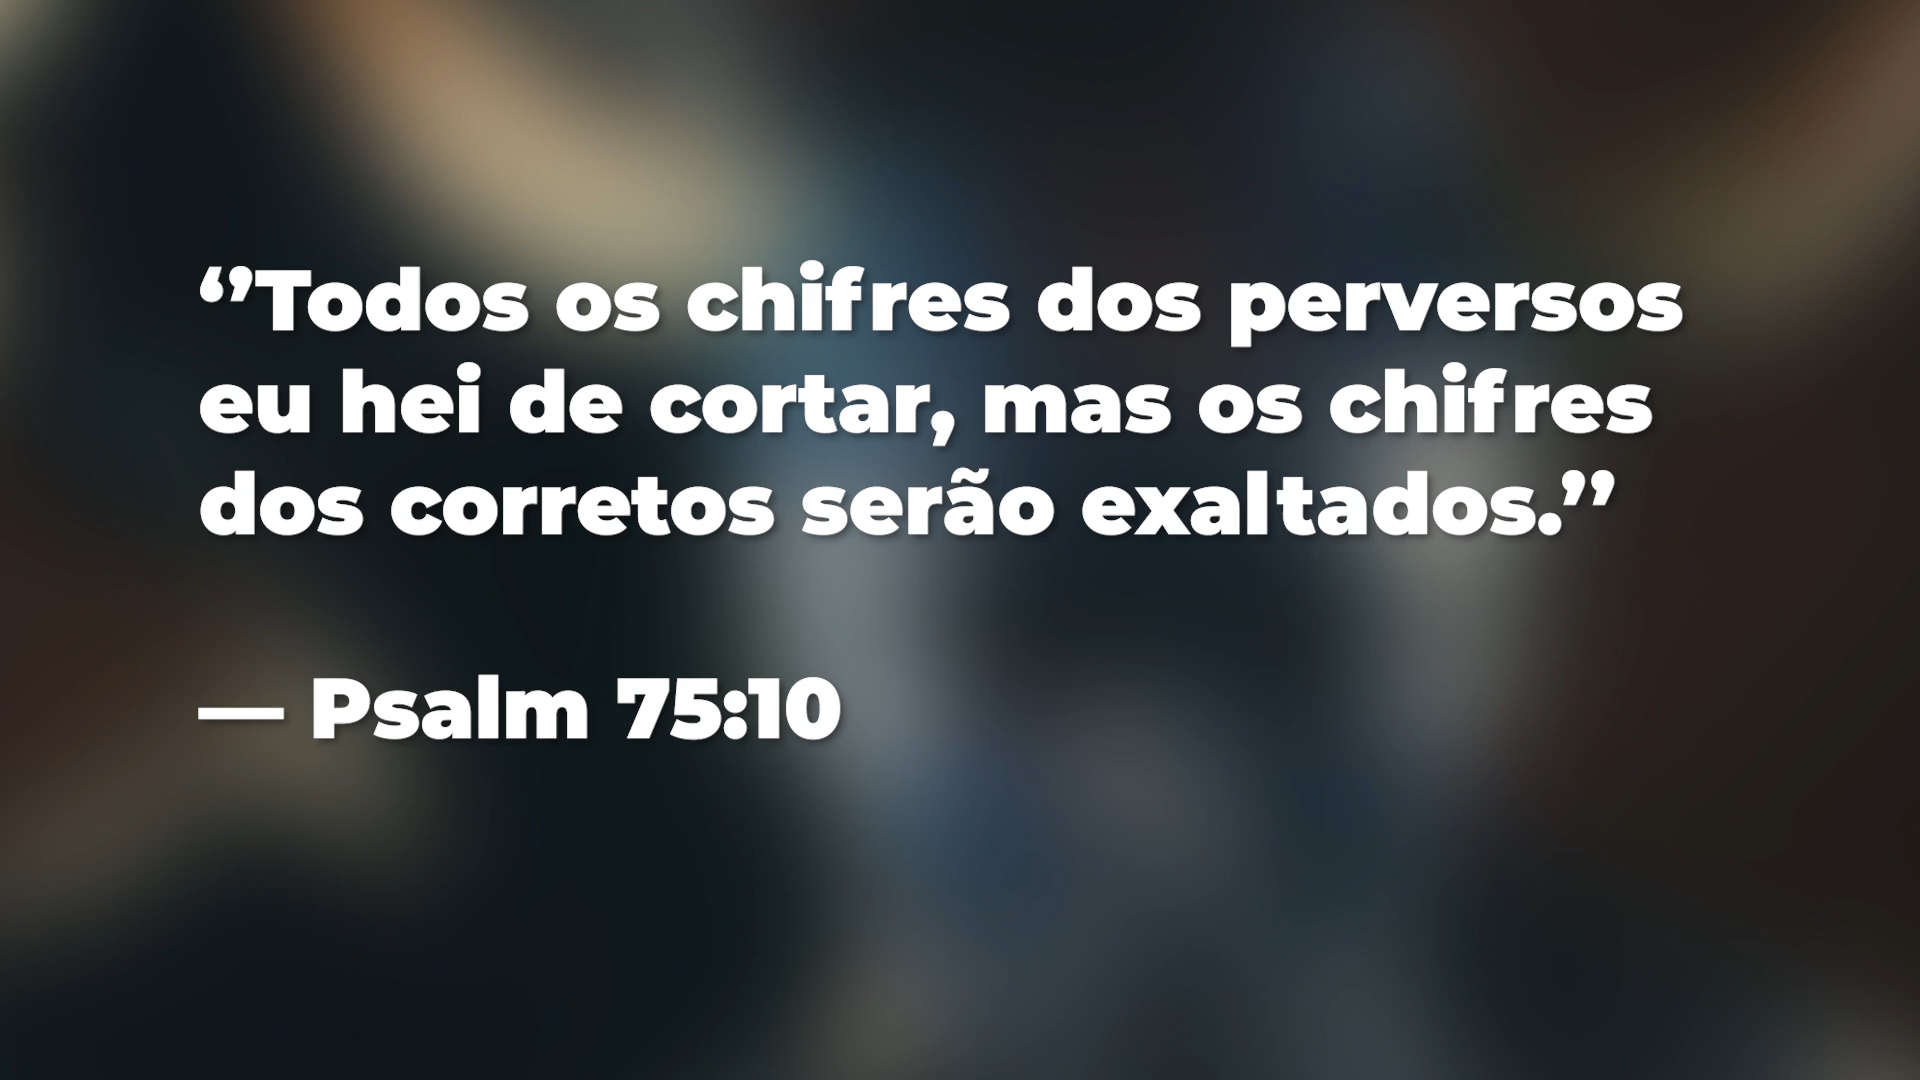 ‘’Todos os chifres dos perversos
eu hei de cortar, mas os chifres
dos corretos serão exaltados.’’
— Psalm 75:10